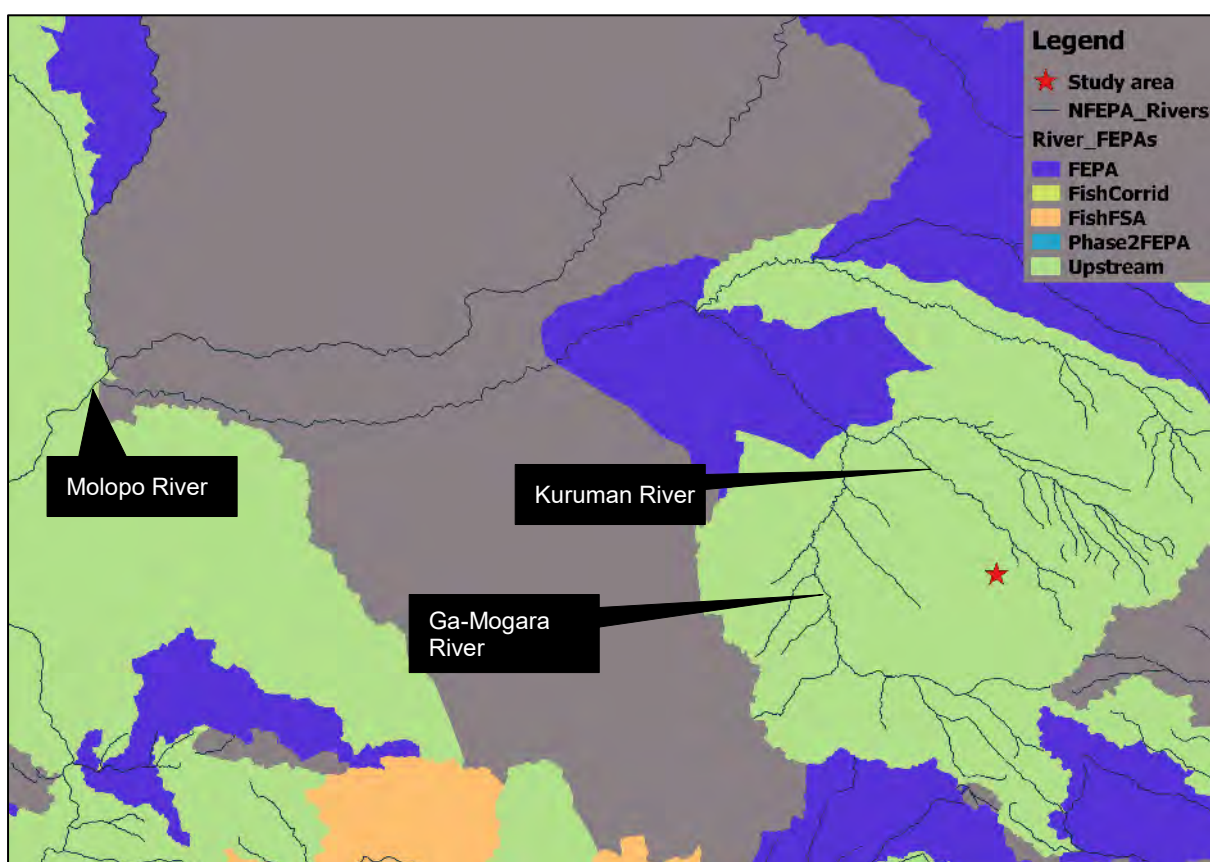 Legend
Study area
NFEPA_Rivers
River_FEPAs
FEPA
FishCorrid
FishFSA
Phase2FEPA
Upstream
Molopo River
Kuruman River
Ga-Mogara
River